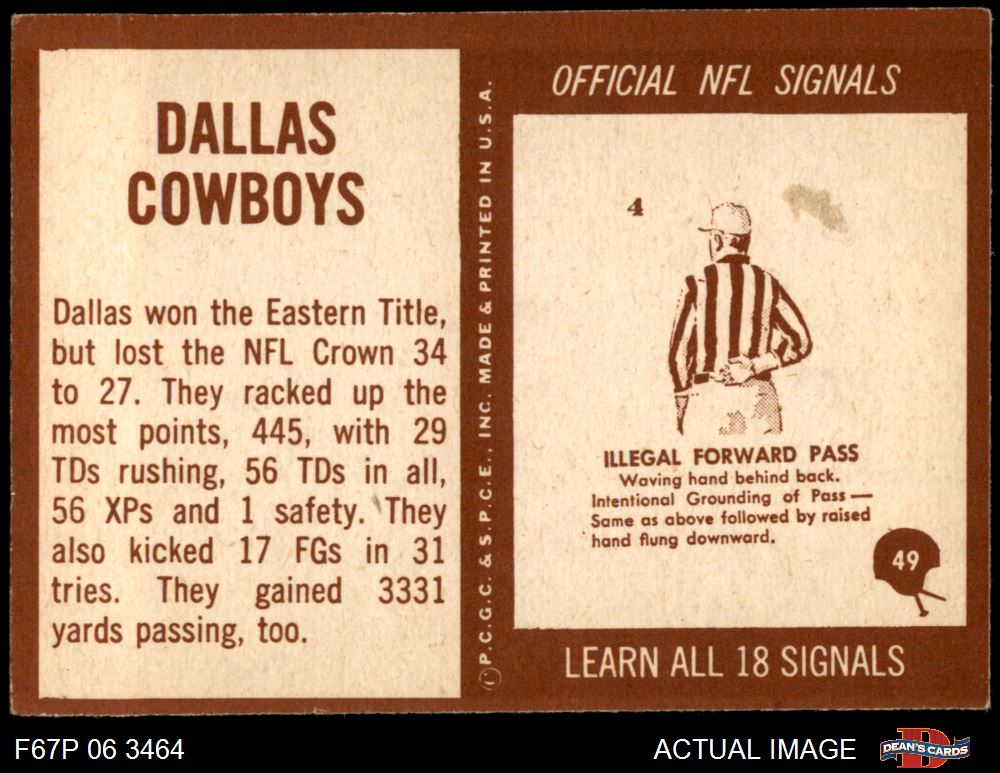 DALLAS
COWBOYS
Dallas won the Eastern Title,
but lost the NFL Crown 34
to 27. They racked up the
most points, 445, with 29
TDs rushing, 56 TDs in all,
56 XPs and 1 safety. They
also kicked 17 FGs in 31
tries. They gained 3331
yards passing, too.
©P.C.G.C. & S.P.C.E., INC. MADE & PRINTED IN U.S.A.
OFFICIAL NFL SIGNALS
4
ILLEGAL FORWARD PASS
Waving hand behind back.
Intentional Grounding of Pass—
Same as above followed by raised
hand flung downward.
49
LEARN ALL 18 SIGNALS
F67P 06 3464
ACTUAL IMAGE
DEAN'S CARDS